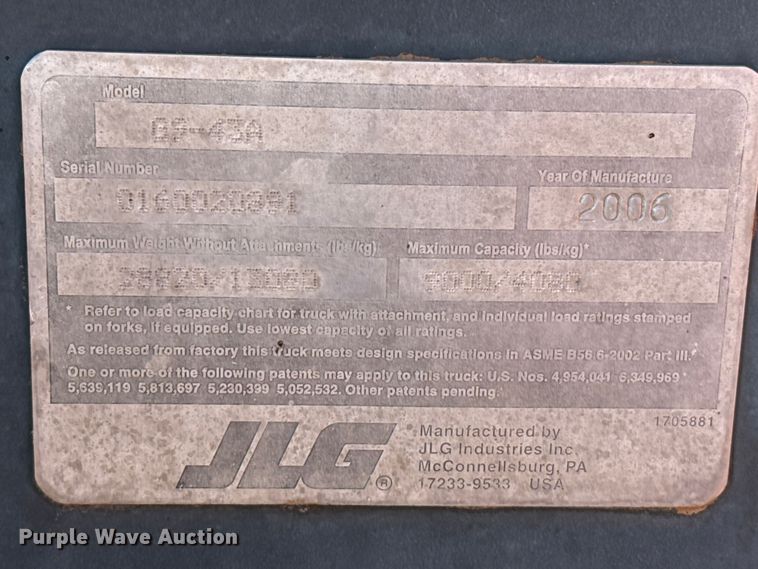 Model
G9-43A
Serial Number
Year Of Manufacture
0160020891
2006
Maximum Weight Without Attachments (lbs/kg)
Maximum Capacity (lbs/kg)*
9000/4080
* Refer to load capacity chart for truck with attachment, and individual load ratings stamped
on forks, if equipped. Use lowest capacity of all ratings.
As released from factory this truck meets design specifications in ASME B56.6-2002 Part III.
One or more of the following patents may apply to this truck: U.S. Nos. 4,954,041 6,349,969
5,639,119 5,813,697 5,230,399 5,052,532. Other patents pending.
1705881
JLG®
Manufactured by
JLG Industries Inc.
McConnellsburg, PA
17233-9533 USA
Purple Wave Auction